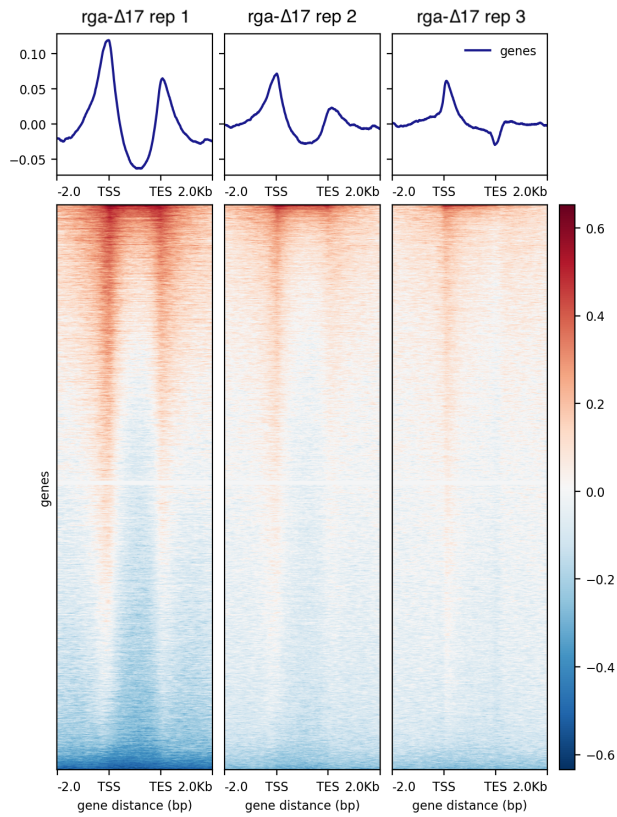 rga-Δ17 rep 1 rga-Δ17 rep 2 rga-Δ17 rep 3
genes
0.10
0.05
0.00
−0.05
-2.0 TSS TES 2.0Kb -2.0 TSS TES 2.0Kb -2.0 TSS TES 2.0Kb
genes
0.6
0.4
0.2
0.0
−0.2
−0.4
−0.6
-2.0 TSS TES 2.0Kb -2.0 TSS TES 2.0Kb -2.0 TSS TES 2.0Kb
gene distance (bp) gene distance (bp) gene distance (bp)